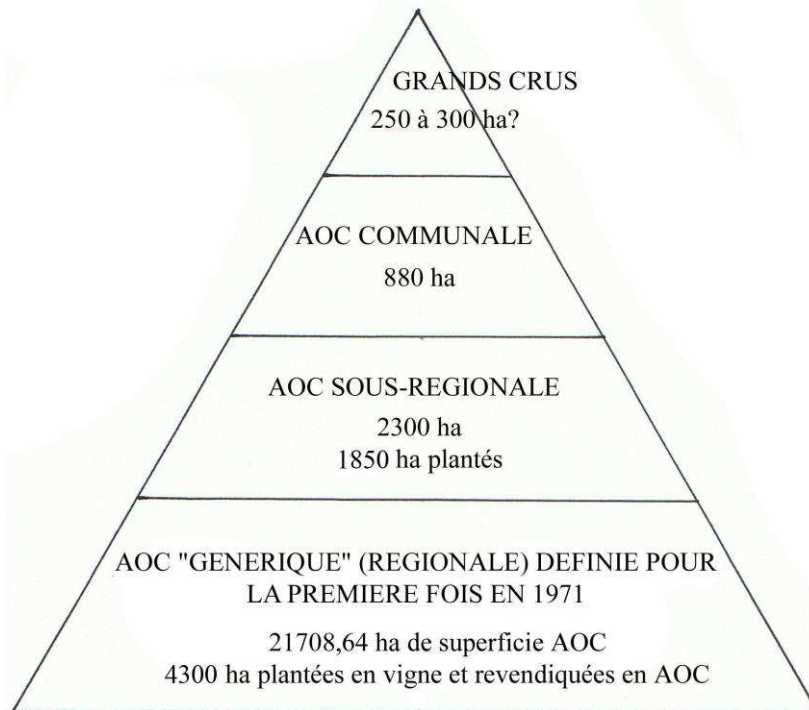 GRANDS CRUS
250 à 300 ha?
AOC COMMUNALE
880 ha
AOC SOUS-REGIONALE
2300 ha
1850 ha plantés
AOC "GENERIQUE" (REGIONALE) DEFINIE POUR
LA PREMIERE FOIS EN 1971
21708,64 ha de superficie AOC
4300 ha plantées en vigne et revendiquées en AOC